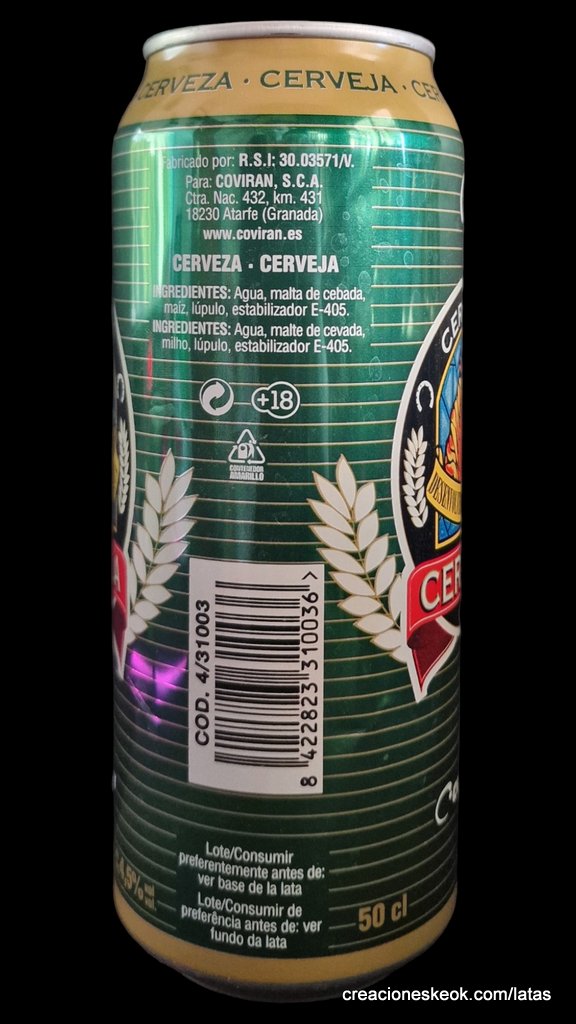 CERVEZA · CERVEJA ·
Fabricado por: R.S.I: 30.03571/V.
Para: COVIRAN, S.C.A.
Ctra. Nac. 432, km. 431
18230 Atarfe (Granada)
www.coviran.es
CERVEZA · CERVEJA
INGREDIENTES: Agua, malta de cebada,
maíz, lúpulo, estabilizador E-405.
INGREDIENTES: Agua, malte de cevada,
milho, lúpulo, estabilizador E-405.
+18
CONTENEDOR
AMARILLO
COD. 4/31003
8 422823 310036 >
Lote/Consumir
preferentemente antes de:
ver base de la lata
Lote/Consumir de
preferência antes de: ver
fundo da lata
50 cl
creacioneskeok.com/latas